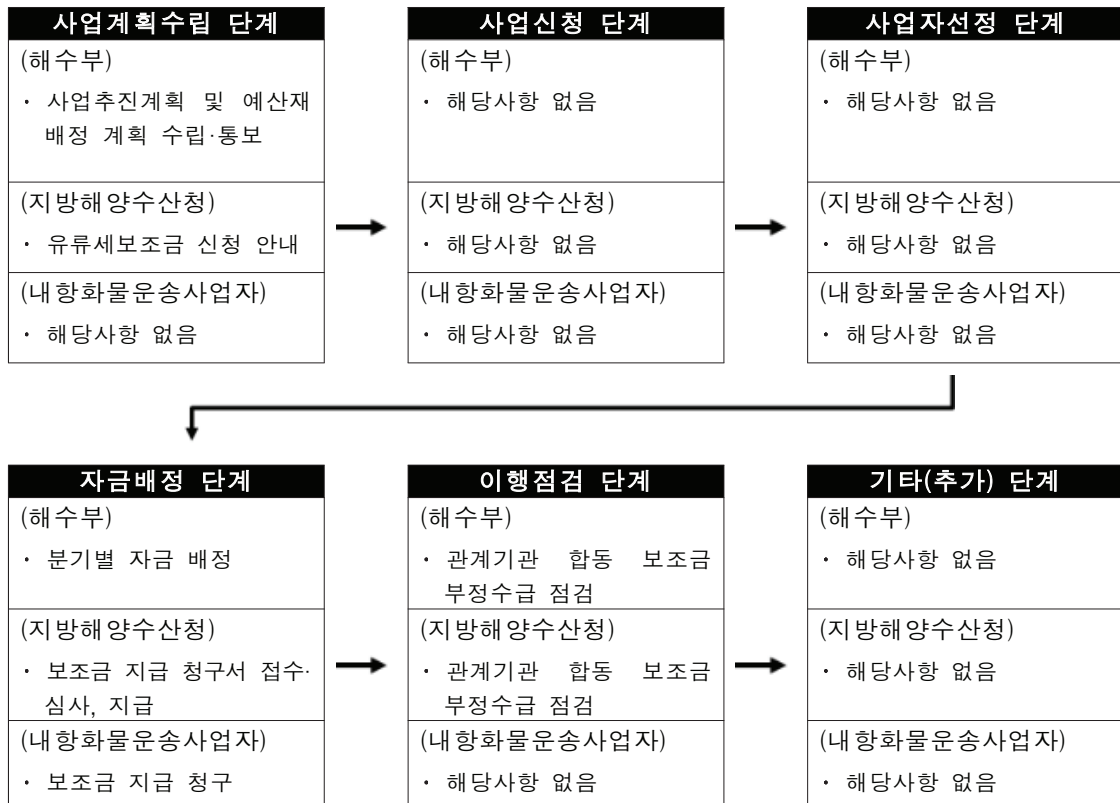 사업계획수립 단계
(해수부)
· 사업추진계획 및 예산재
배정 계획 수립·통보
(지방해양수산청)
· 유류세보조금 신청 안내
(내항화물운송사업자)
· 해당사항 없음
사업신청 단계
(해수부)
· 해당사항 없음
(지방해양수산청)
· 해당사항 없음
(내항화물운송사업자)
· 해당사항 없음
사업자선정 단계
(해수부)
· 해당사항 없음
(지방해양수산청)
· 해당사항 없음
(내항화물운송사업자)
· 해당사항 없음
자금배정 단계
(해수부)
· 분기별 자금 배정
(지방해양수산청)
· 보조금 지급 청구서 접수·
심사, 지급
(내항화물운송사업자)
· 보조금 지급 청구
이행점검 단계
(해수부)
· 관계기관 합동 보조금
부정수급 점검
(지방해양수산청)
· 관계기관 합동 보조금
부정수급 점검
(내항화물운송사업자)
· 해당사항 없음
기타(추가) 단계
(해수부)
· 해당사항 없음
(지방해양수산청)
· 해당사항 없음
(내항화물운송사업자)
· 해당사항 없음